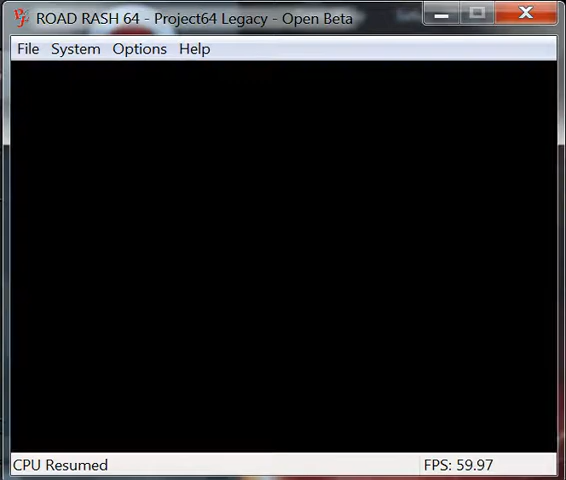 ROAD RASH 64 - Project64 Legacy - Open Beta
File System Options Help
CPU Resumed FPS: 59.97